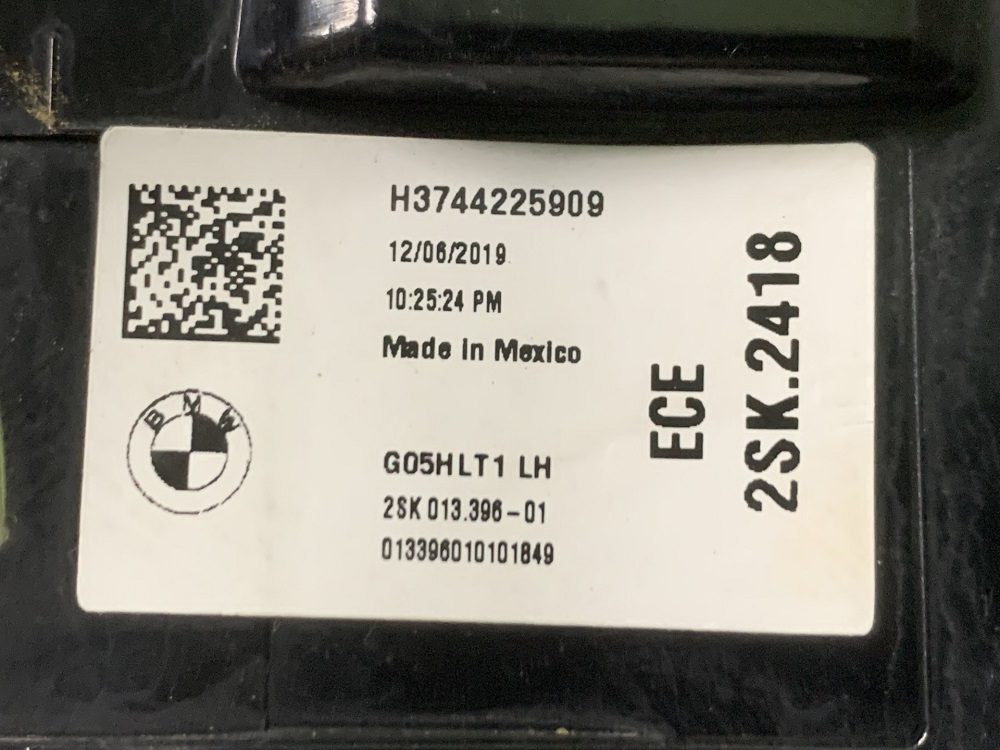 H3744225909
12/06/2019
10:25:24 PM
Made In Mexico
BMW
G05HLT1 LH
2SK 013.396-01
013396010101849
ECE
2SK.2418